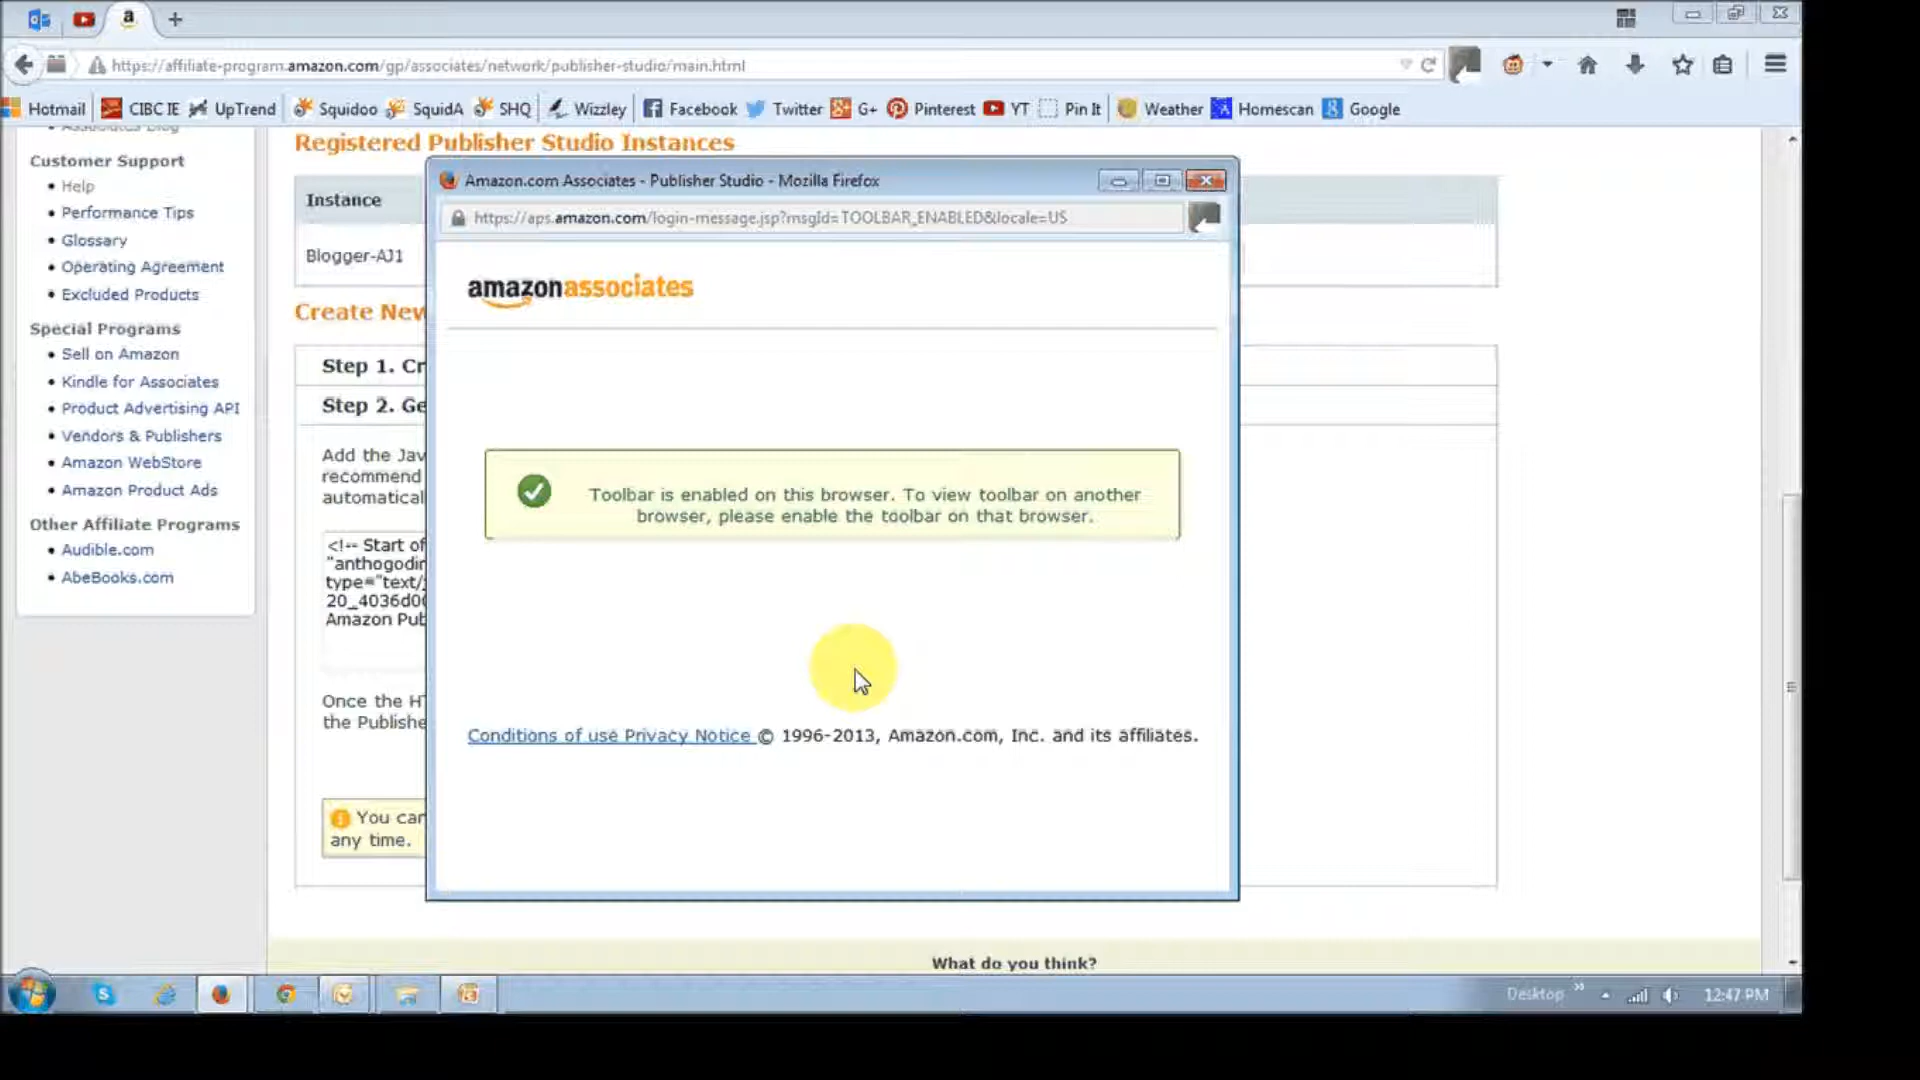 https://affiliate-program.amazon.com/gp/associates/network/publisher-studio/main.html
Hotmail CIBC IE UpTrend Squidoo SquidA SHQ Wizzley Facebook Twitter G+ Pinterest YT Pin It Weather Homescan Google
Associates Blog
Customer Support
Help
Performance Tips
Glossary
Operating Agreement
Excluded Products
Special Programs
Sell on Amazon
Kindle for Associates
Product Advertising API
Vendors & Publishers
Amazon WebStore
Amazon Product Ads
Other Affiliate Programs
Audible.com
AbeBooks.com
Registered Publisher Studio Instances
Instance
Blogger-AJ1
Create New
Step 1. Cr
Step 2. Ge
Add the Jav
recommend
automatical
<!-- Start of
"anthogodin
type="text/j
20_4036d00
Amazon Pub
Once the HT
the Publishe
You can
any time.
Amazon.com Associates - Publisher Studio - Mozilla Firefox
https://aps.amazon.com/login-message.jsp?msgId=TOOLBAR_ENABLED&locale=US
amazonassociates
Toolbar is enabled on this browser. To view toolbar on another
browser, please enable the toolbar on that browser.
Conditions of use Privacy Notice © 1996-2013, Amazon.com, Inc. and its affiliates.
What do you think?
Desktop
12:47 PM